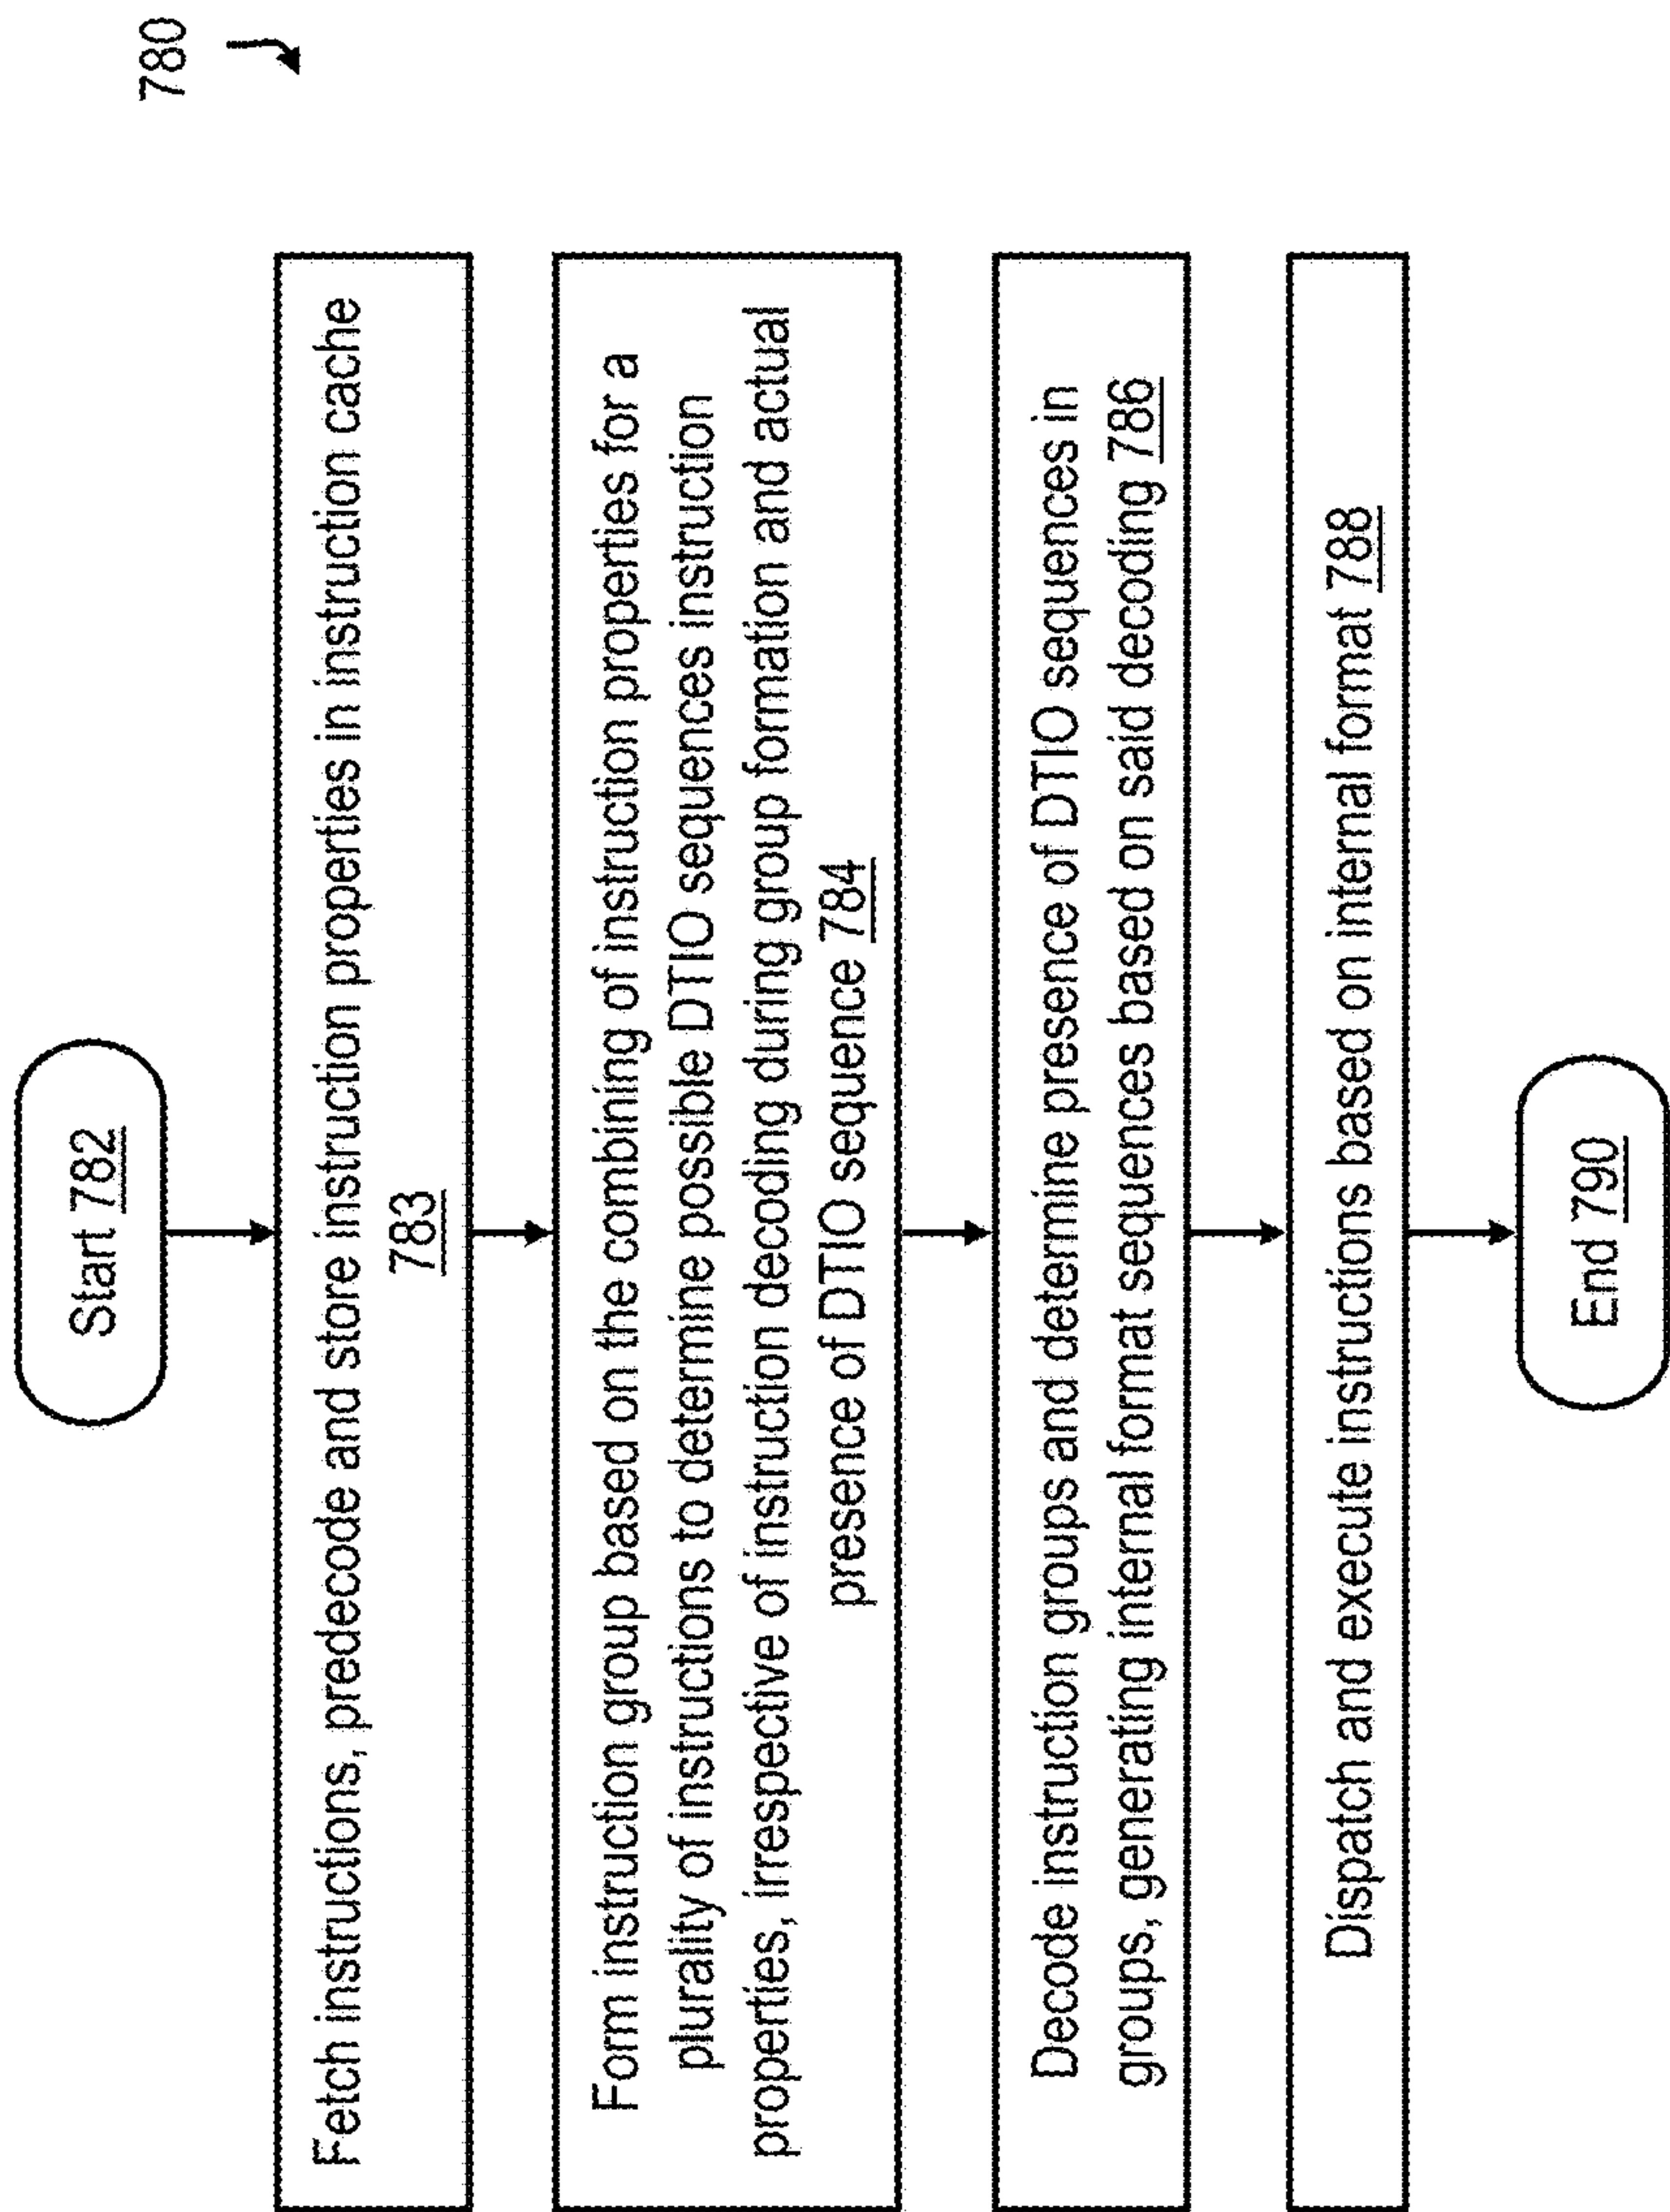 780
Start 782
Fetch instructions, predecode and store instruction properties in instruction cache
783
Form instruction group based on the combining of instruction properties for a
plurality of instructions to determine possible DTIO sequences instruction
properties, irrespective of instruction decoding during group formation and actual
presence of DTIO sequence 784
Decode instruction groups and determine presence of DTIO sequences in
groups, generating internal format sequences based on said decoding 786
Dispatch and execute instructions based on internal format 788
End 790